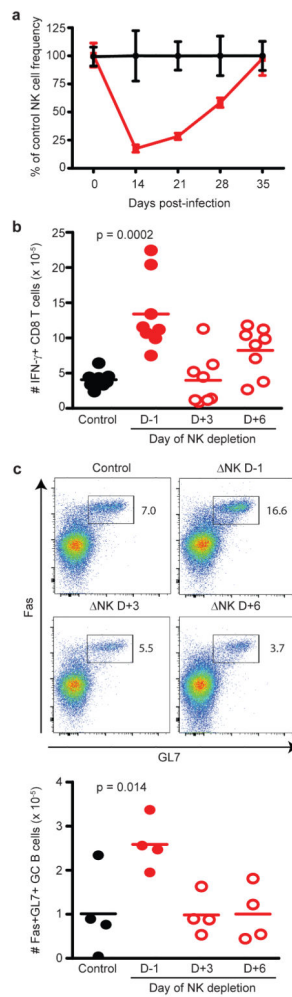 a
% of control NK cell frequency
125
100
75
50
25
0
0 14 21 28 35
Days post-infection
b
p = 0.0002
# IFN-γ+ CD8 T cells (x 10-5)
25
20
15
10
5
0
Control D-1 D+3 D+6
Day of NK depletion
c
Control ΔNK D-1
7.0 16.6
ΔNK D+3 ΔNK D+6
5.5 3.7
Fas
GL7
p = 0.014
# Fas+GL7+ GC B cells (x 10-5)
4
3
2
1
0
Control D-1 D+3 D+6
Day of NK depletion